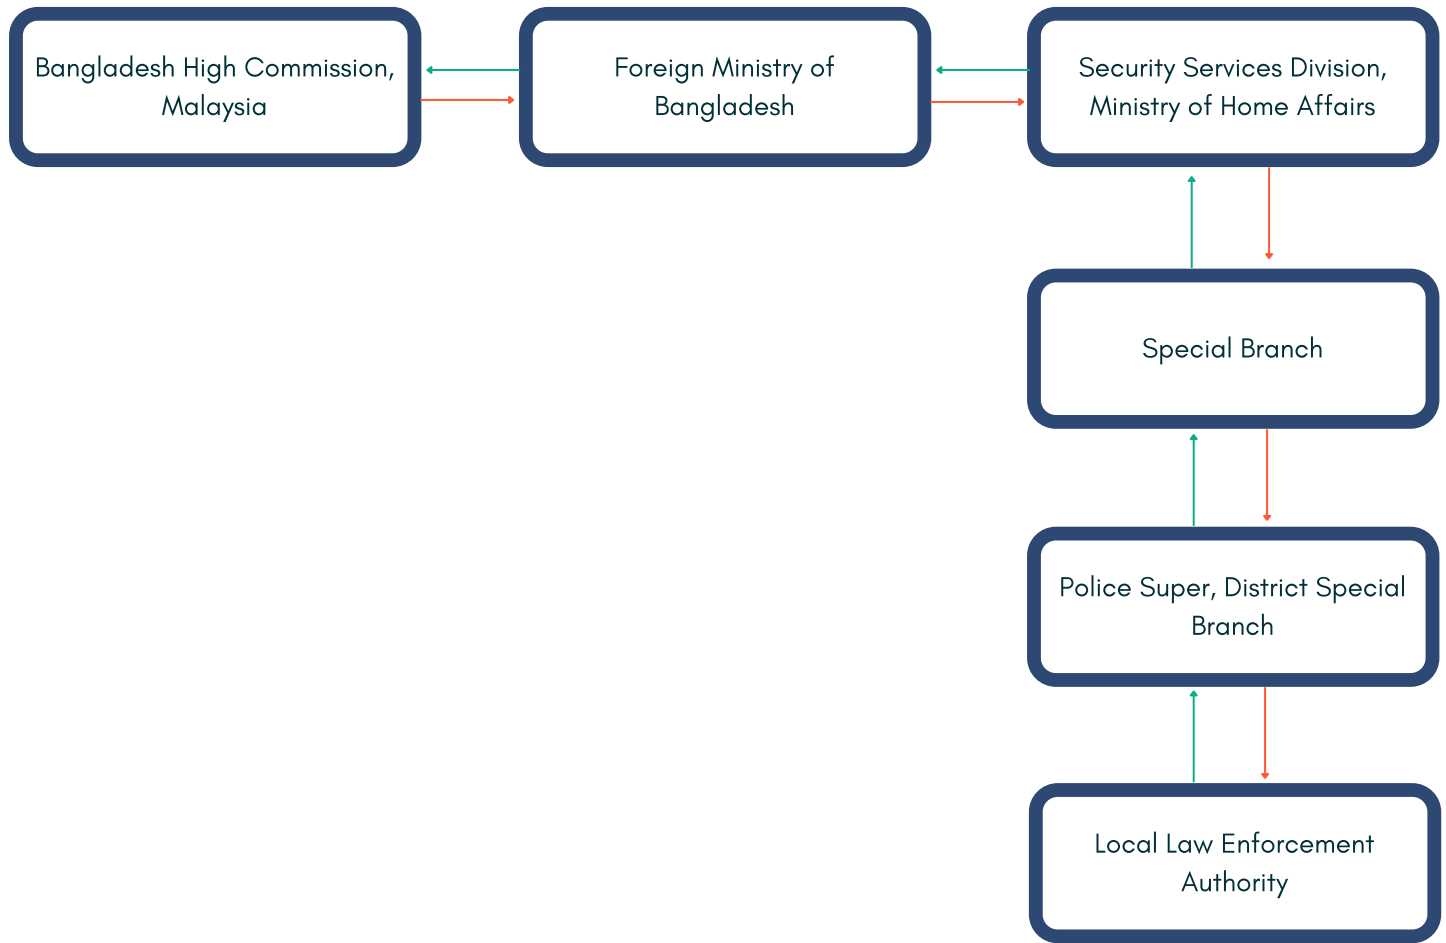 Bangladesh High Commission,
Malaysia
Foreign Ministry of
Bangladesh
Security Services Division,
Ministry of Home Affairs
Special Branch
Police Super, District Special
Branch
Local Law Enforcement
Authority